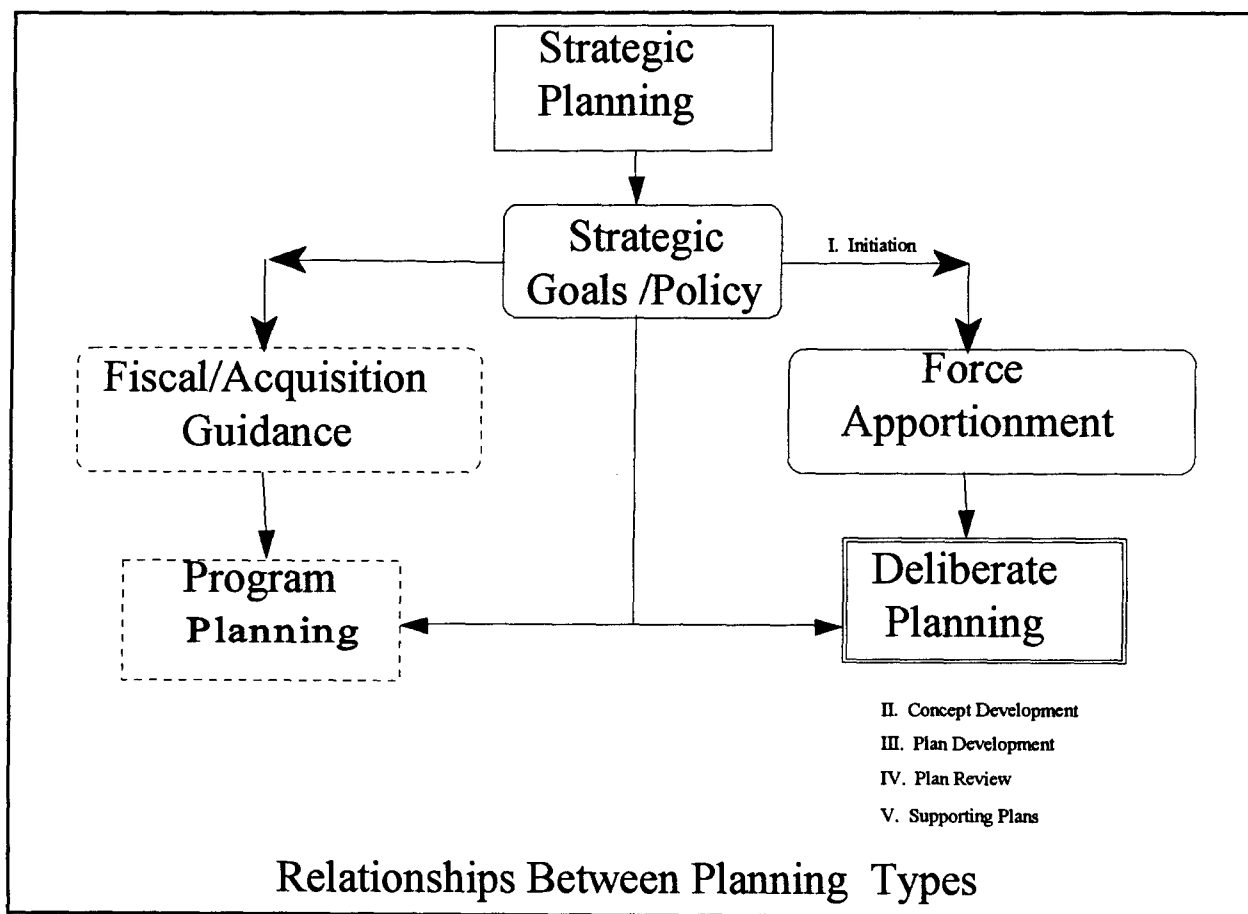 Strategic
Planning
Strategic
Goals /Policy
I. Initiation
Fiscal/Acquisition
Guidance
Force
Apportionment
Program
Planning
Deliberate
Planning
II. Concept Development
III. Plan Development
IV. Plan Review
V. Supporting Plans
Relationships Between Planning Types